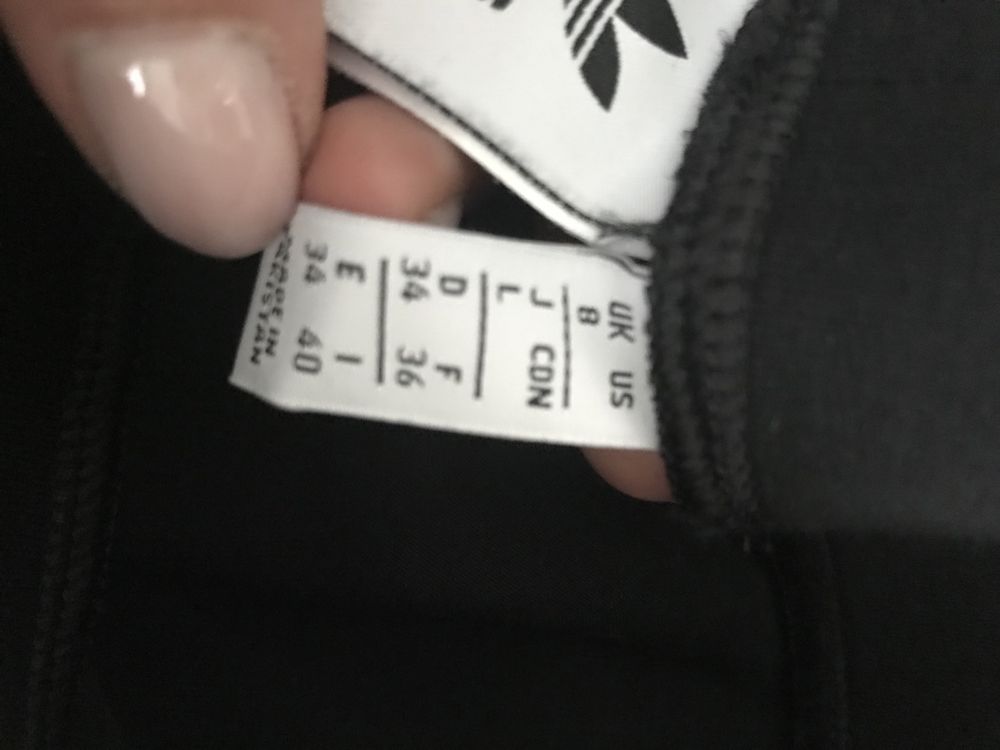 UK US
8
J CDN
L
D F
34 36
E I
34 40
MADE IN
PAKISTAN